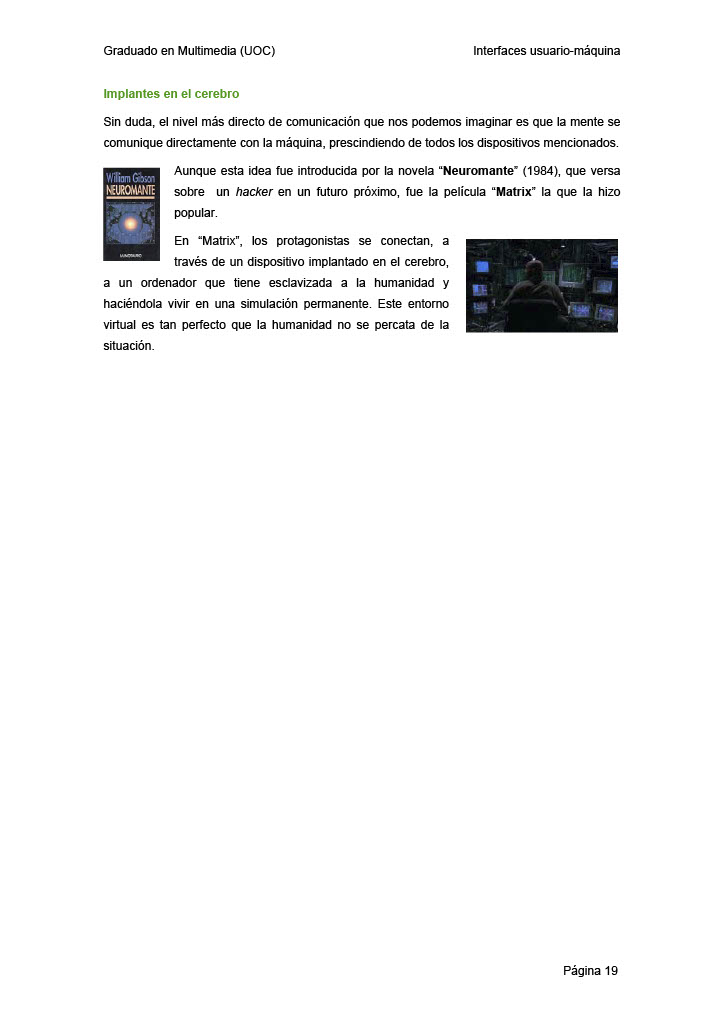 Graduado en Multimedia (UOC) Interfaces usuario-máquina
Implantes en el cerebro
Sin duda, el nivel más directo de comunicación que nos podemos imaginar es que la mente se
comunique directamente con la máquina, prescindiendo de todos los dispositivos mencionados.
William Gibson
NEUROMANTE
Aunque esta idea fue introducida por la novela “Neuromante” (1984), que versa
sobre un hacker en un futuro próximo, fue la película “Matrix” la que la hizo
popular.
En “Matrix”, los protagonistas se conectan, a
través de un dispositivo implantado en el cerebro,
a un ordenador que tiene esclavizada a la humanidad y
haciéndola vivir en una simulación permanente. Este entorno
virtual es tan perfecto que la humanidad no se percata de la
situación.
Página 19